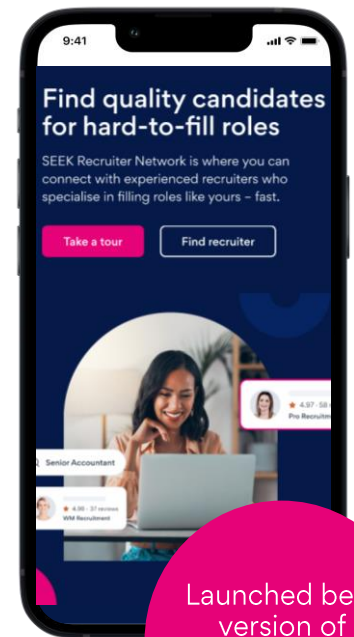 9:41
Find quality candidates
for hard-to-fill roles
SEEK Recruiter Network is where you can
connect with experienced recruiters who
specialise in filling roles like yours – fast.
Take a tour
Find recruiter
4.97 · 58
Pro Recruitm
Senior Accountant
4.98 · 37 reviews
WM Recruitment
Launched be
version of